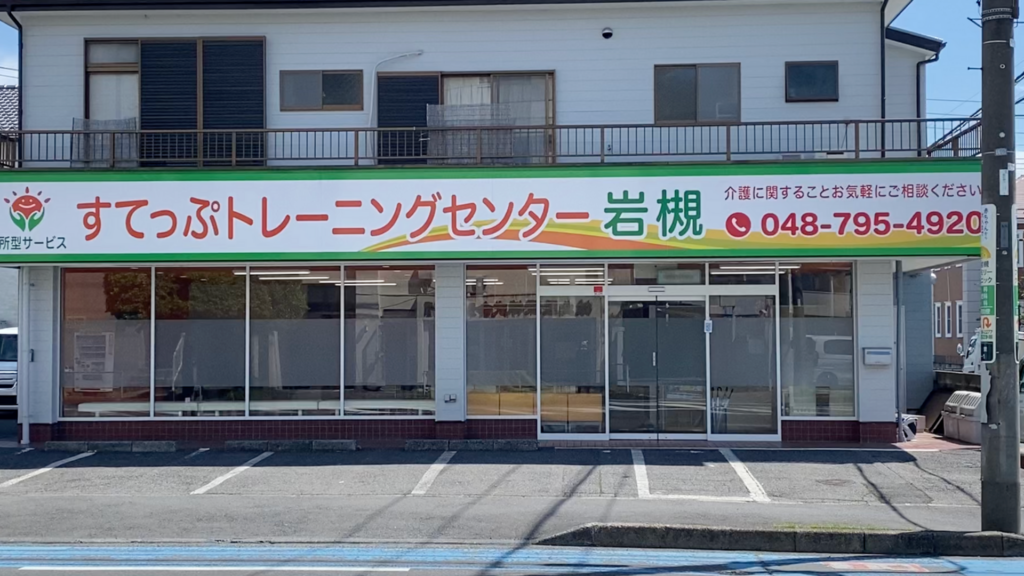 すてっぷトレーニングセンター 岩槻
介護に関することお気軽にご相談ください
048-795-4920
所型サービス